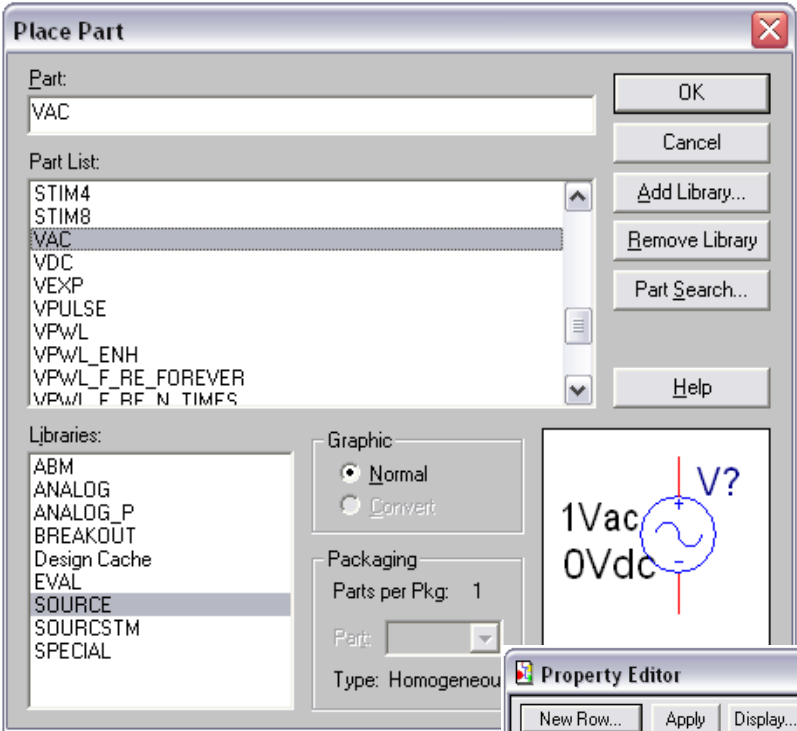 Place Part
Part:
VAC
OK
Cancel
Part List:
STIM4
STIM8
VAC
VDC
VEXP
VPULSE
VPWL
VPWL_ENH
VPWL_F_RE_FOREVER
VPWL_F_RE_N_TIMES
Add Library...
Remove Library
Part Search...
Help
Libraries:
ABM
ANALOG
ANALOG_P
BREAKOUT
Design Cache
EVAL
SOURCE
SOURCSTM
SPECIAL
Graphic
Normal
Convert
Packaging
Parts per Pkg: 1
Part:
Type: Homogeneou
V?
1Vac
0Vdc
+
-
Property Editor
New Row... Apply Display...